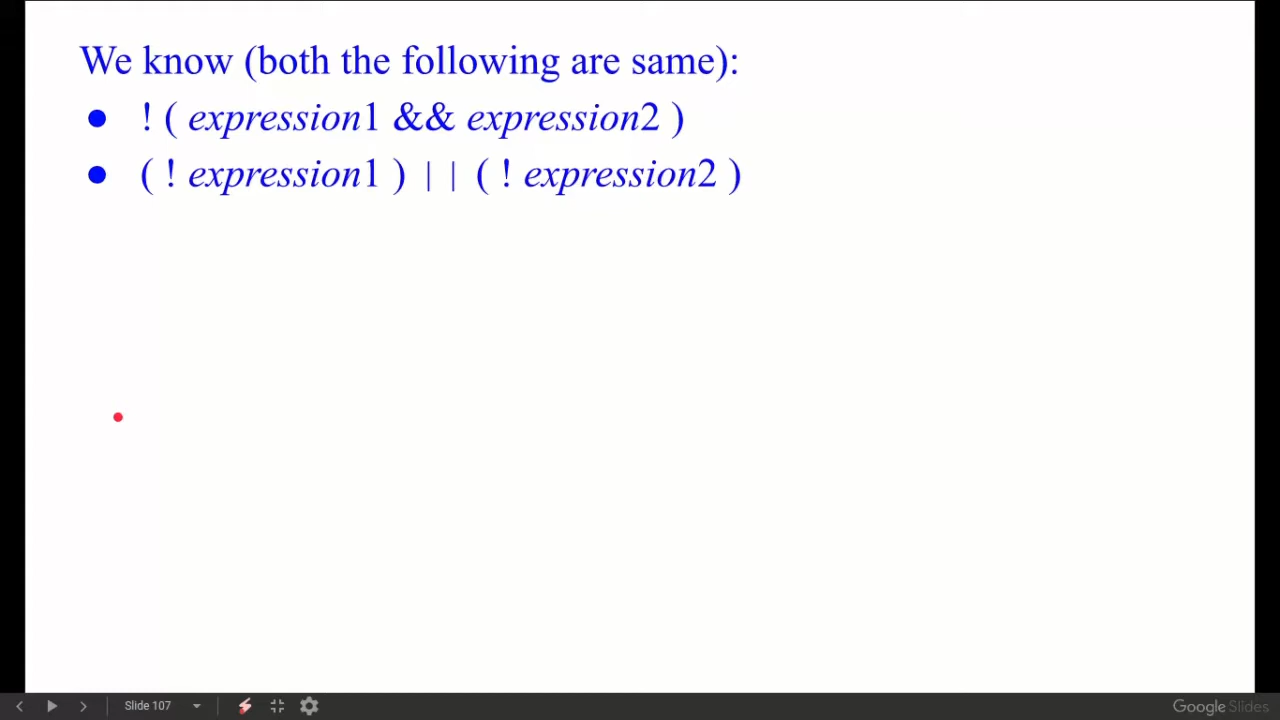 We know (both the following are same):
● ! ( expression1 && expression2 )
● ( ! expression1 ) || ( ! expression2 )
Slide 107
Google Slides